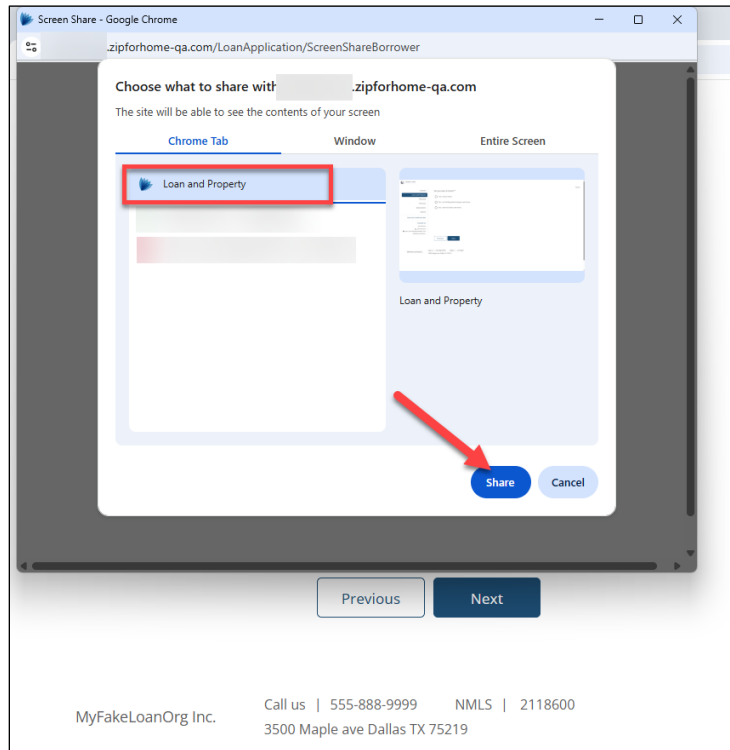 Screen Share - Google Chrome
.zipforhome-qa.com/LoanApplication/ScreenShareBorrower
Choose what to share with .zipforhome-qa.com
The site will be able to see the contents of your screen
Chrome Tab Window Entire Screen
Loan and Property
Loan and Property
Share Cancel
Previous Next
MyFakeLoanOrg Inc.
Call us | 555-888-9999 NMLS | 2118600
3500 Maple ave Dallas TX 75219